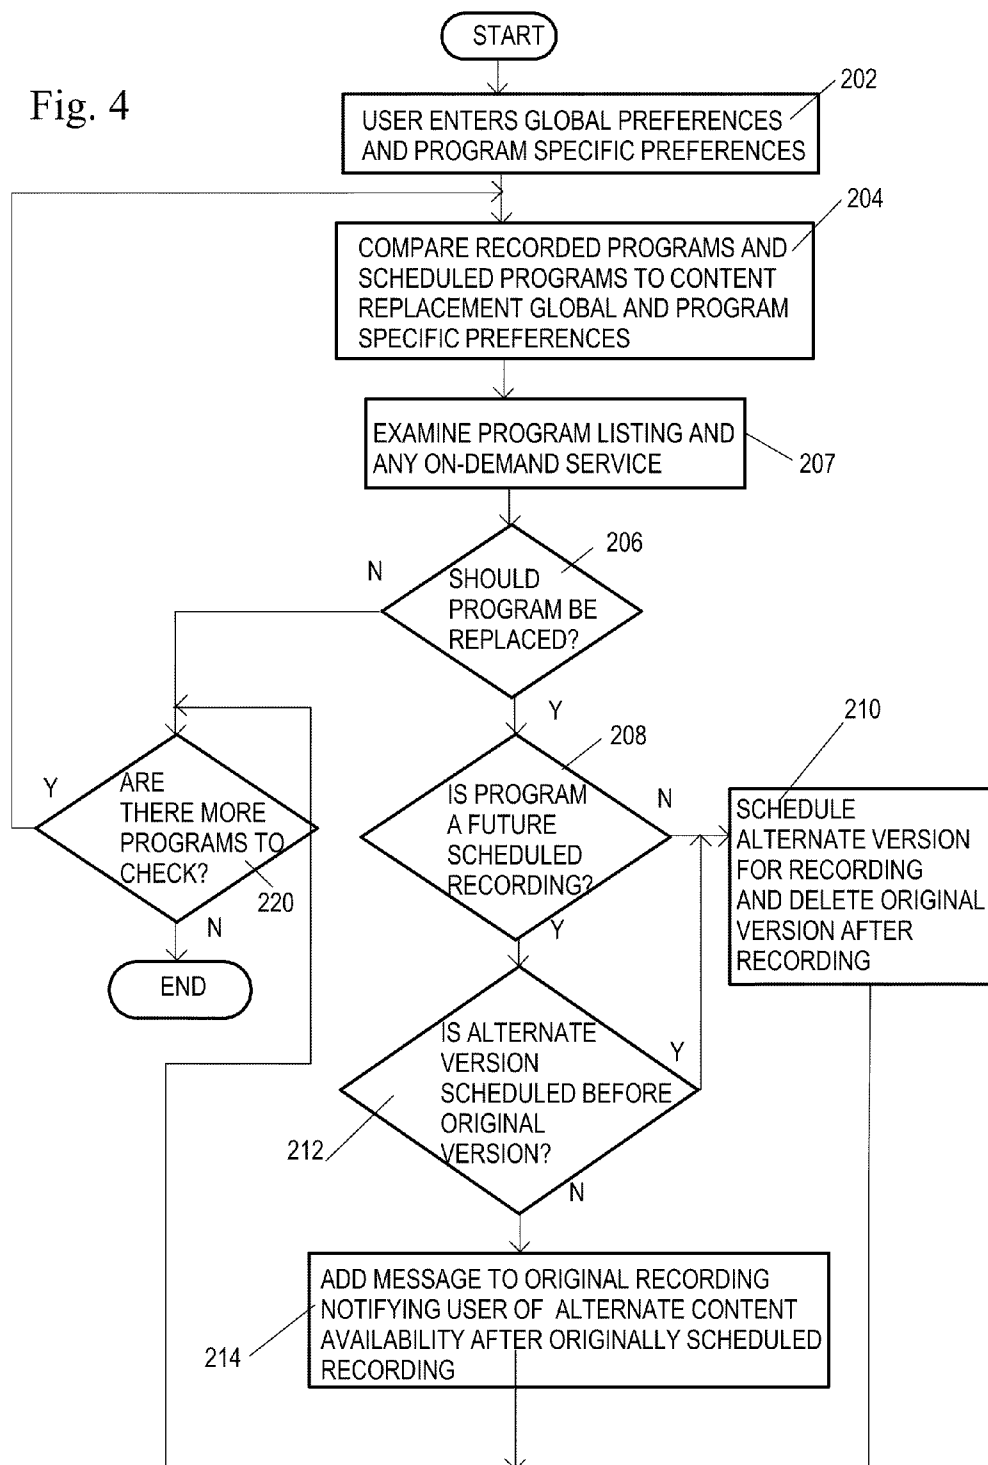 START
Fig. 4
202
USER ENTERS GLOBAL PREFERENCES
AND PROGRAM SPECIFIC PREFERENCES
204
COMPARE RECORDED PROGRAMS AND
SCHEDULED PROGRAMS TO CONTENT
REPLACEMENT GLOBAL AND PROGRAM
SPECIFIC PREFERENCES
EXAMINE PROGRAM LISTING AND
ANY ON-DEMAND SERVICE
207
206
N
SHOULD
PROGRAM BE
REPLACED?
Y
208
210
Y
ARE
THERE MORE
PROGRAMS TO
CHECK?
220
N
END
IS PROGRAM
A FUTURE
SCHEDULED
RECORDING?
N
Y
SCHEDULE
ALTERNATE VERSION
FOR RECORDING
AND DELETE ORIGINAL
VERSION AFTER
RECORDING
IS ALTERNATE
VERSION
SCHEDULED BEFORE
ORIGINAL
VERSION?
Y
212
N
ADD MESSAGE TO ORIGINAL RECORDING
NOTIFYING USER OF ALTERNATE CONTENT
AVAILABILITY AFTER ORIGINALLY SCHEDULED
RECORDING
214